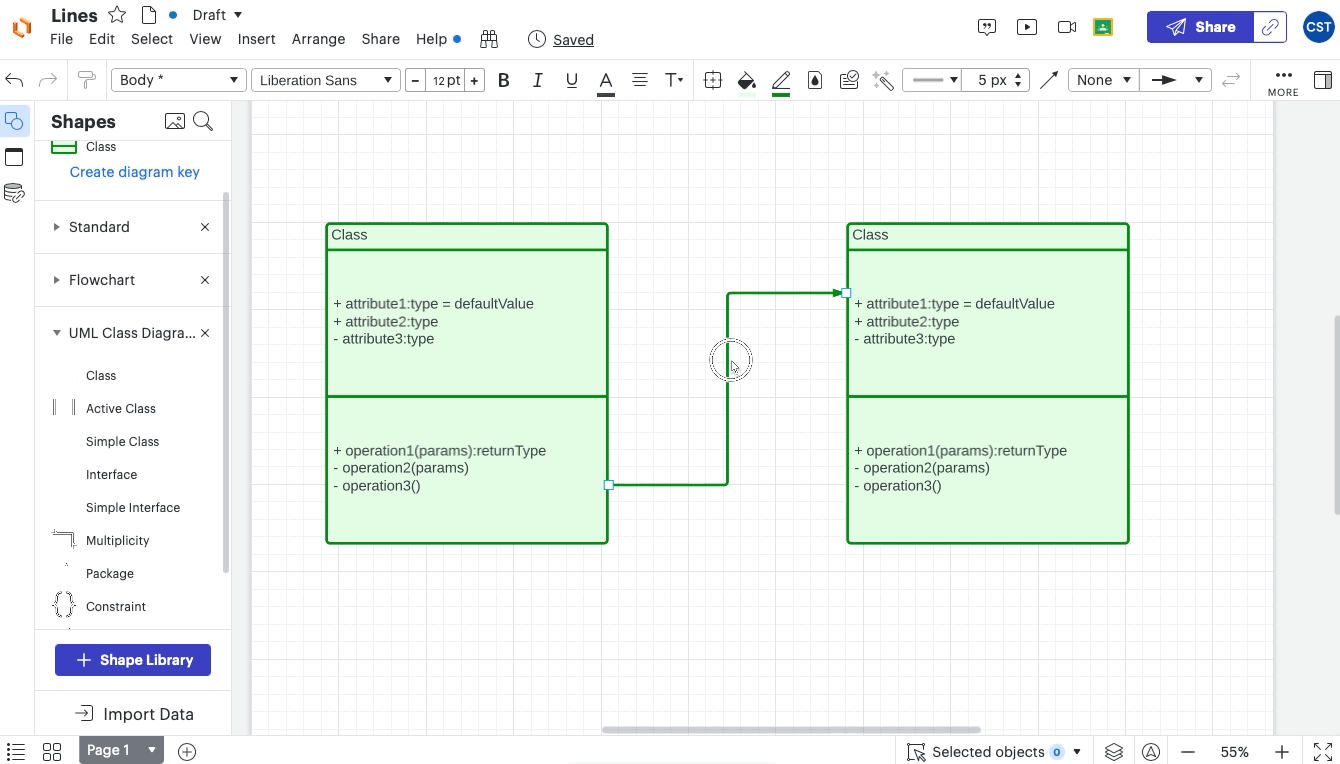 Lines
Draft
CST
File Edit Select View Insert Arrange Share Help
Saved
Share
Body *
Liberation Sans
− 12 pt +
B I U A T
5 px
None
MORE
Shapes
Class
Create diagram key
Standard
Flowchart
UML Class Diagra...
Class
Active Class
Simple Class
Interface
Simple Interface
Multiplicity
Package
Constraint
+ Shape Library
Import Data
Class
+ attribute1:type = defaultValue
+ attribute2:type
- attribute3:type
+ operation1(params):returnType
- operation2(params)
- operation3()
Class
+ attribute1:type = defaultValue
+ attribute2:type
- attribute3:type
+ operation1(params):returnType
- operation2(params)
- operation3()
Page 1
Selected objects 0
55%